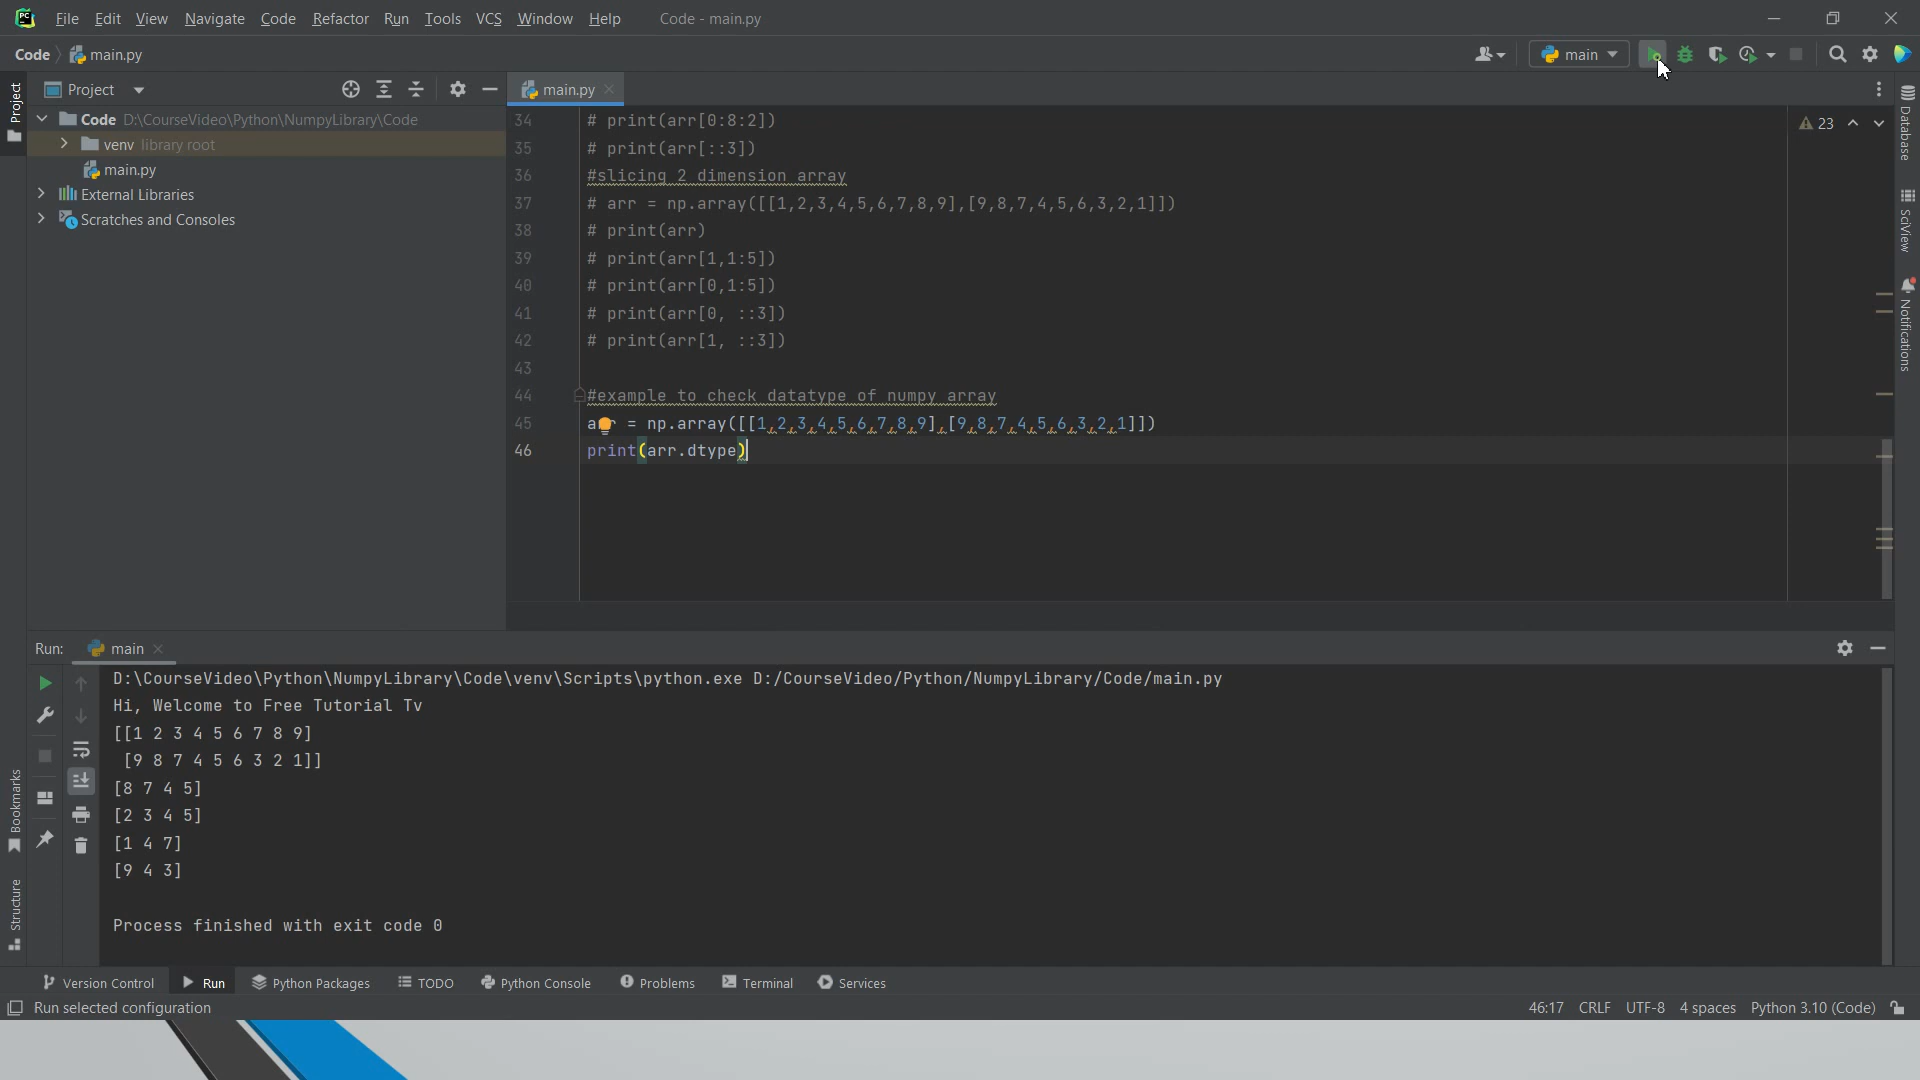 File Edit View Navigate Code Refactor Run Tools VCS Window Help Code - main.py
Code main.py
main
Project
main.py
Project
Code D:\CourseVideo\Python\NumpyLibrary\Code
venv library root
main.py
External Libraries
Scratches and Consoles
34 # print(arr[0:8:2])
35 # print(arr[::3])
36 #slicing 2 dimension array
37 # arr = np.array([[1,2,3,4,5,6,7,8,9],[9,8,7,4,5,6,3,2,1]])
38 # print(arr)
39 # print(arr[1,1:5])
40 # print(arr[0,1:5])
41 # print(arr[0, ::3])
42 # print(arr[1, ::3])
43
44 #example to check datatype of numpy array
45 arr = np.array([[1,2,3,4,5,6,7,8,9],[9,8,7,4,5,6,3,2,1]])
46 print(arr.dtype)
23
Database
SciView
Notifications
Run: main
D:\CourseVideo\Python\NumpyLibrary\Code\venv\Scripts\python.exe D:/CourseVideo/Python/NumpyLibrary/Code/main.py
Hi, Welcome to Free Tutorial Tv
[[1 2 3 4 5 6 7 8 9]
[9 8 7 4 5 6 3 2 1]]
[8 7 4 5]
[2 3 4 5]
[1 4 7]
[9 4 3]
Process finished with exit code 0
Bookmarks
Structure
Version Control Run Python Packages TODO Python Console Problems Terminal Services
Run selected configuration 46:17 CRLF UTF-8 4 spaces Python 3.10 (Code)